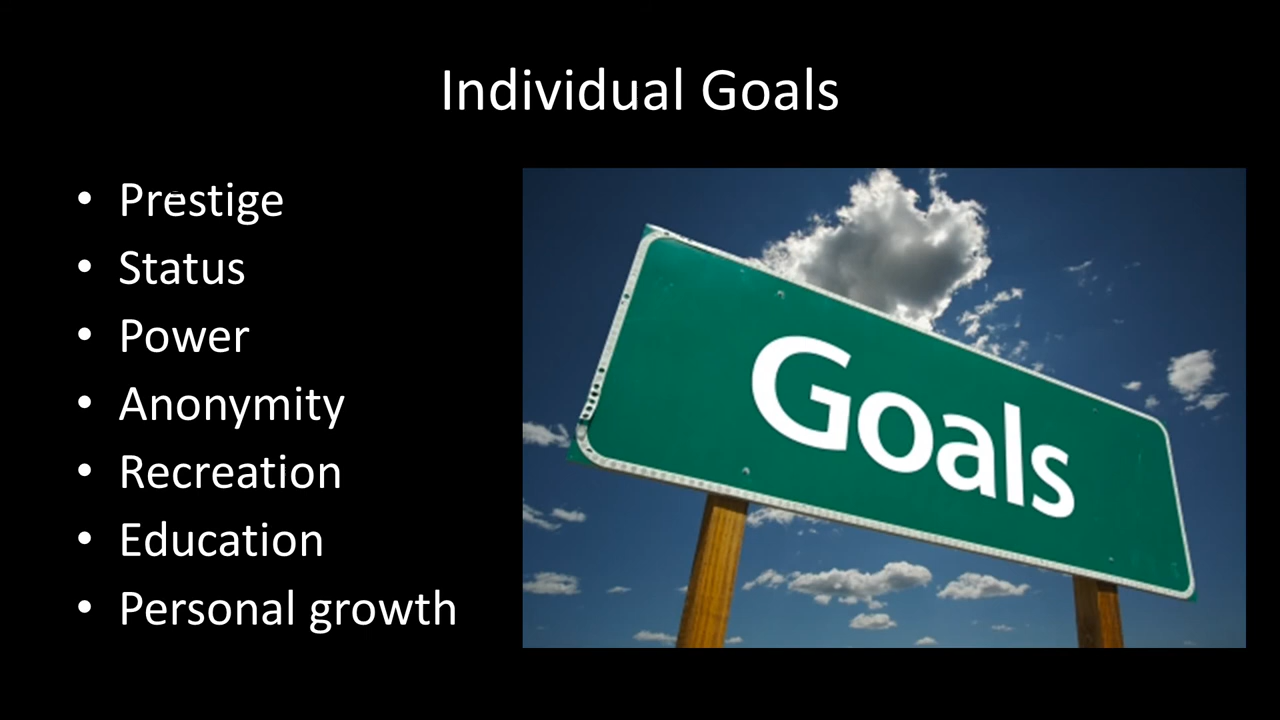 Individual Goals
• Prestige
• Status
• Power
• Anonymity
• Recreation
• Education
• Personal growth
Goals